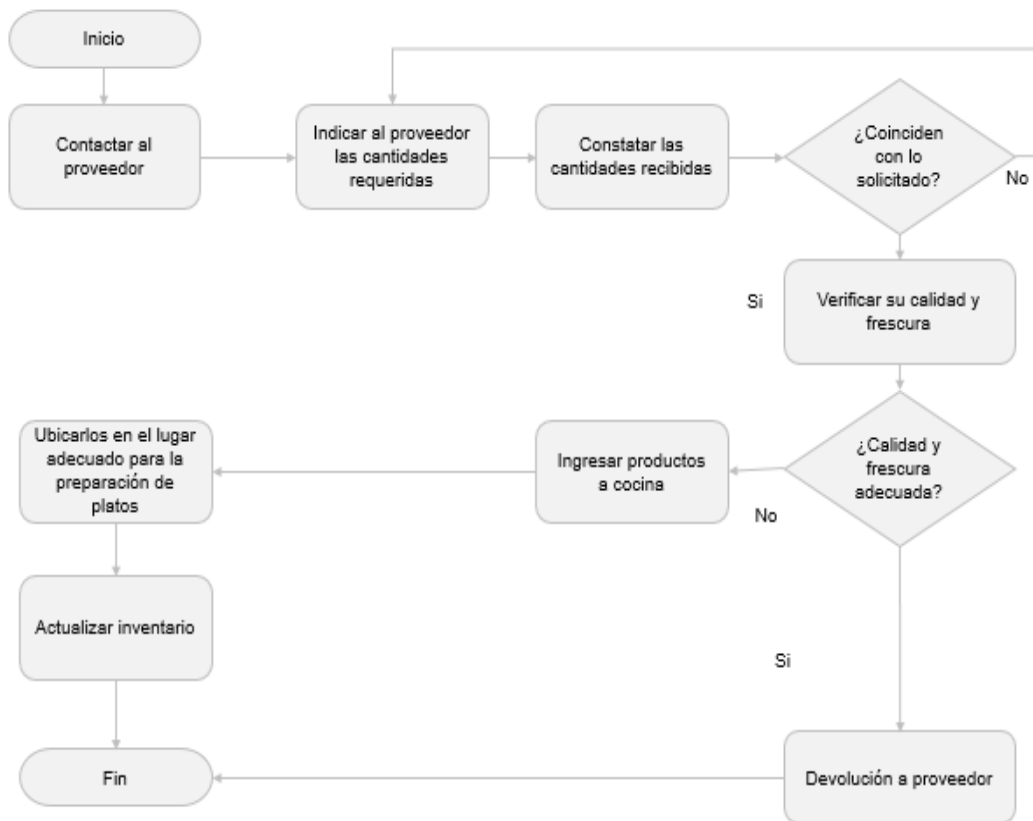 Inicio
Contactar al
proveedor
Indicar al proveedor
las cantidades
requeridas
Constatar las
cantidades recibidas
¿Coinciden
con lo
solicitado?
No
Si
Verificar su calidad y
frescura
¿Calidad y
frescura
adecuada?
No
Ingresar productos
a cocina
Ubicarlos en el lugar
adecuado para la
preparación de
platos
Actualizar inventario
Si
Devolución a proveedor
Fin